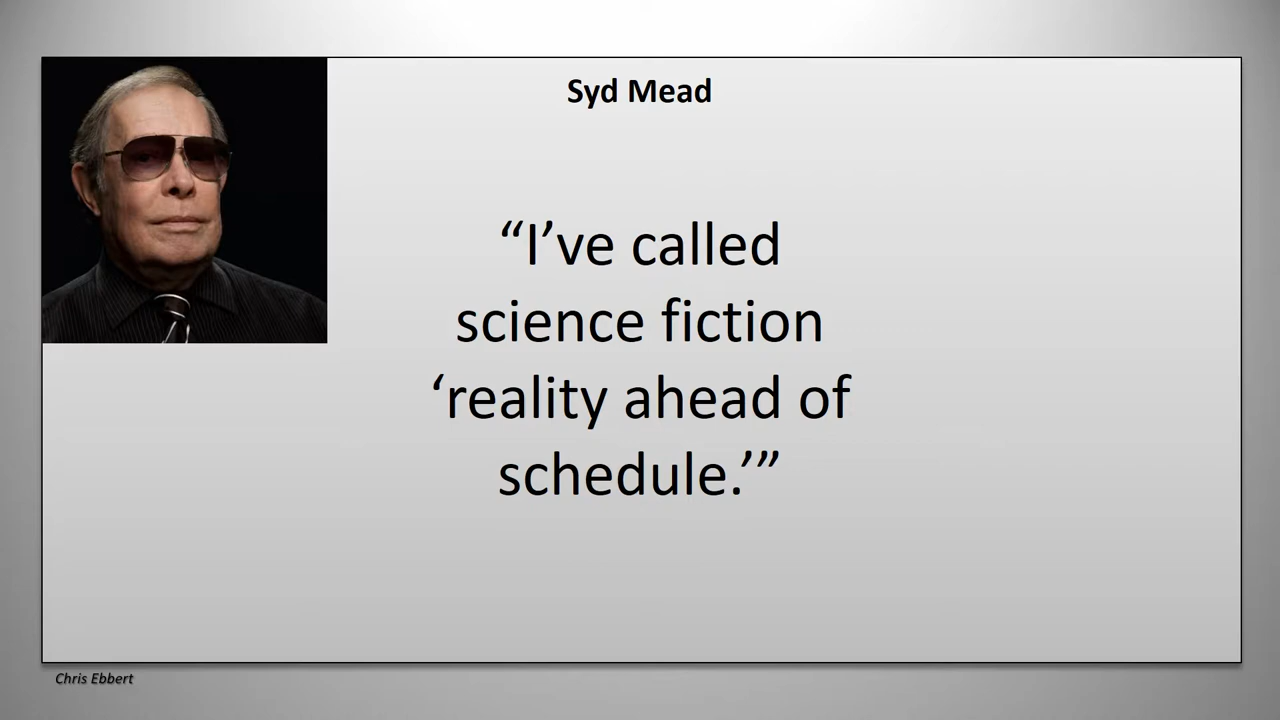 Syd Mead
“I’ve called
science fiction
‘reality ahead of
schedule.’”
Chris Ebbert